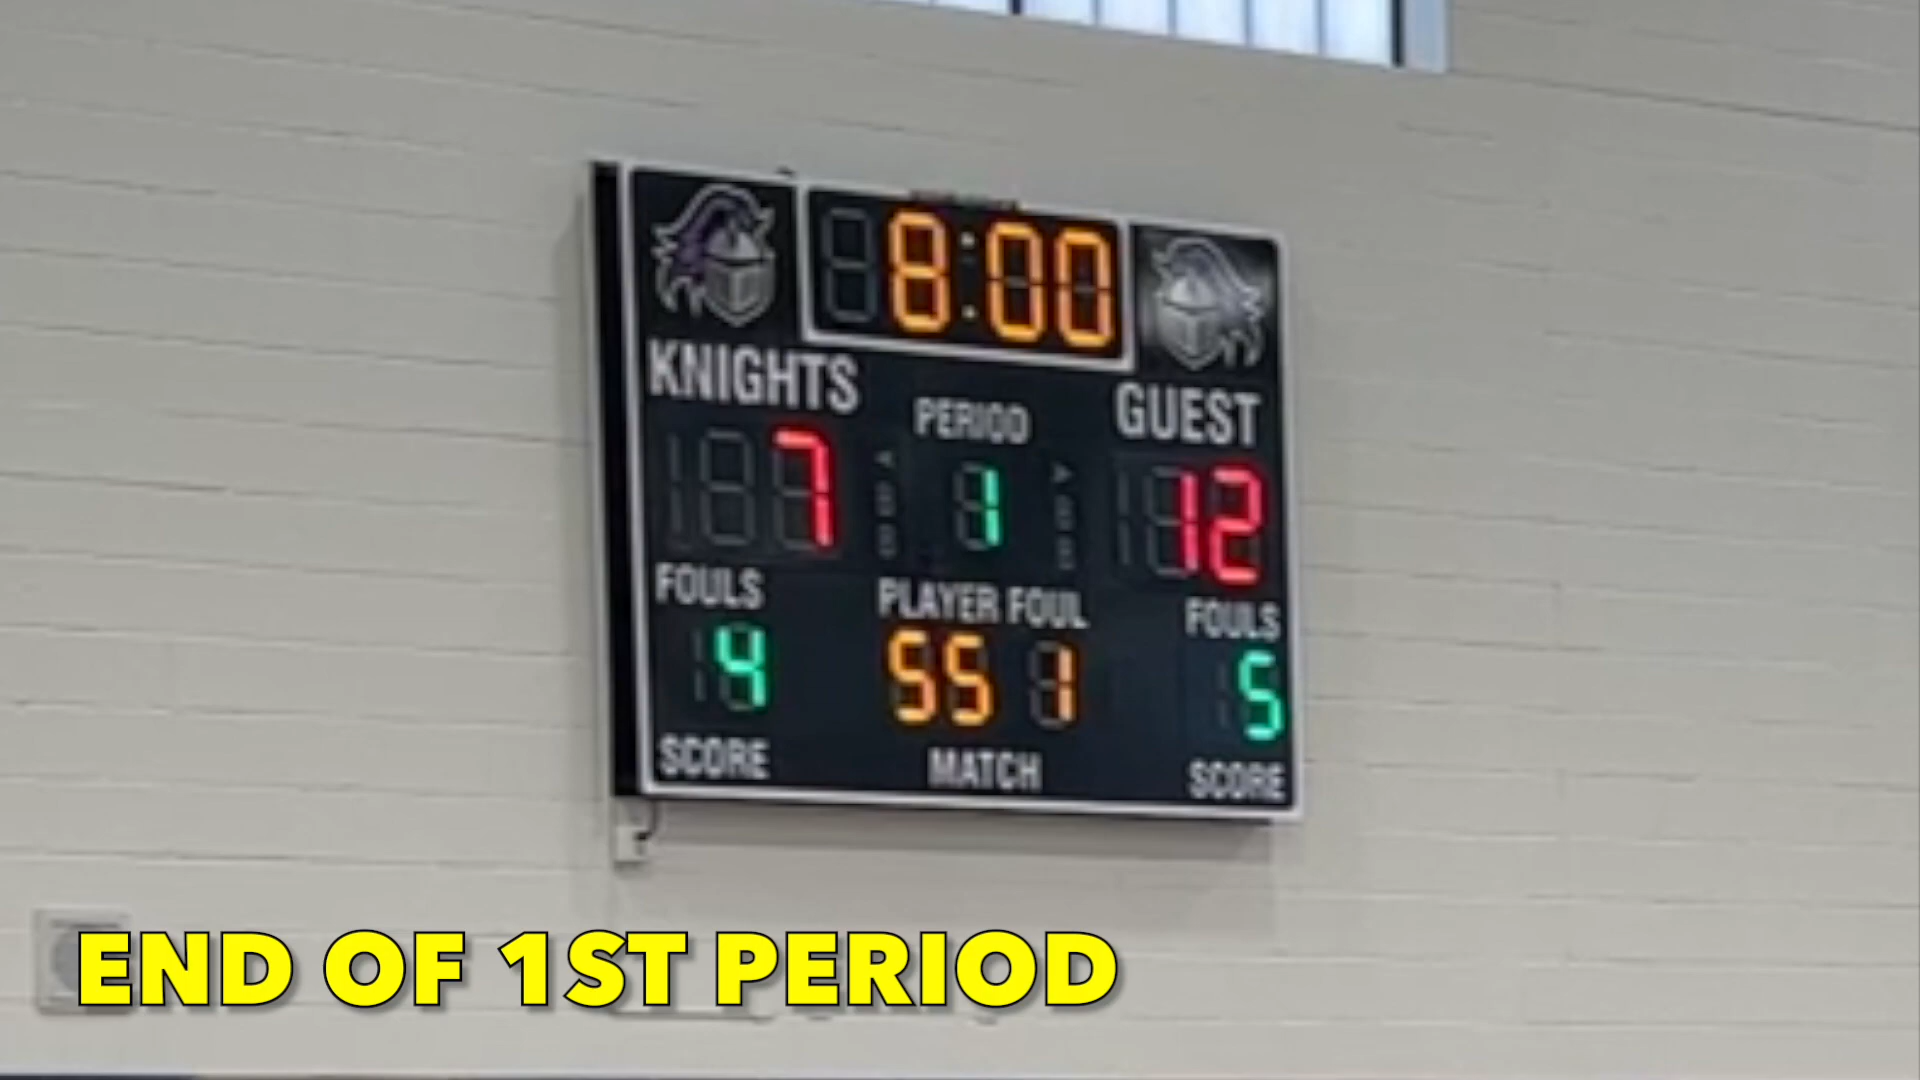 8:00
KNIGHTS
PERIOD
GUEST
7
1
12
FOULS
PLAYER FOUL
FOULS
4
55 1
5
SCORE
MATCH
SCORE
END OF 1ST PERIOD